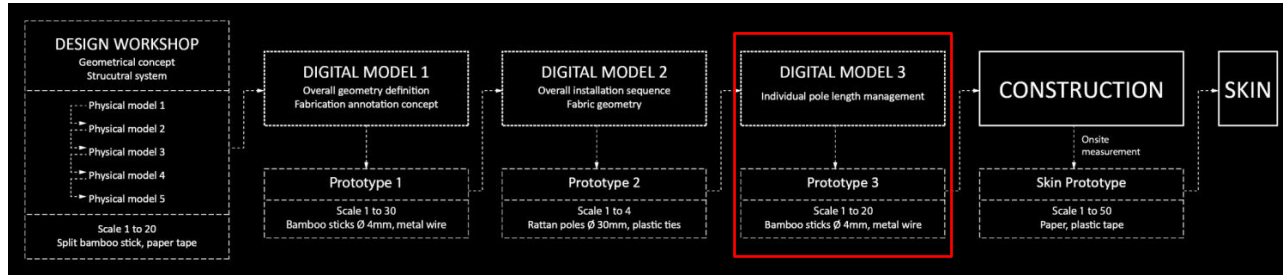 DESIGN WORKSHOP
Geometrical concept
Strucutral system
Physical model 1
Physical model 2
Physical model 3
Physical model 4
Physical model 5
Scale 1 to 20
Split bamboo stick, paper tape
DIGITAL MODEL 1
Overall geometry definition
Fabrication annotation concept
Prototype 1
Scale 1 to 30
Bamboo sticks Ø 4mm, metal wire
DIGITAL MODEL 2
Overall installation sequence
Fabric geometry
Prototype 2
Scale 1 to 4
Rattan poles Ø 30mm, plastic ties
DIGITAL MODEL 3
Individual pole length management
Prototype 3
Scale 1 to 20
Bamboo sticks Ø 4mm, metal wire
CONSTRUCTION
Onsite
measurement
Skin Prototype
Scale 1 to 50
Paper, plastic tape
SKIN